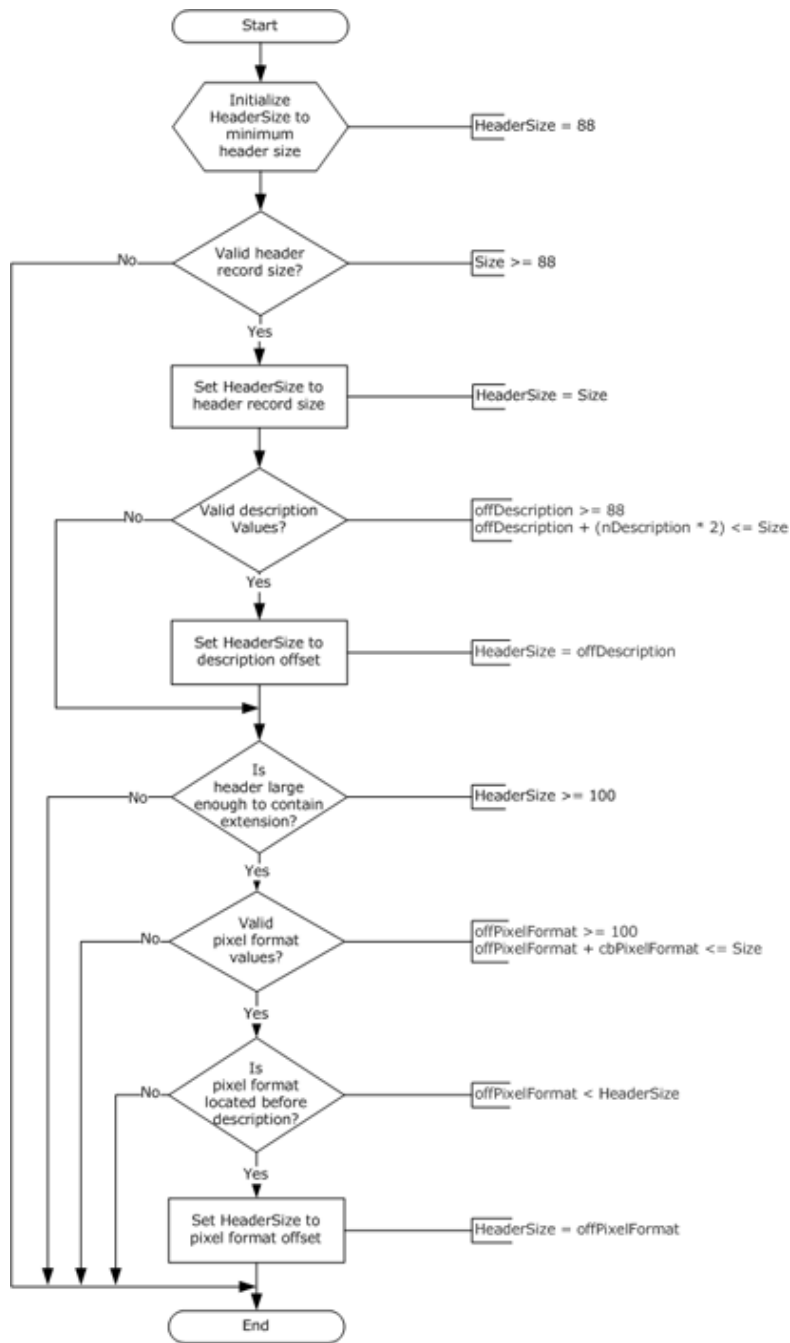 Start
Initialize
HeaderSize to
minimum
header size
HeaderSize = 88
Valid header
record size?
Size >= 88
No
Yes
Set HeaderSize to
header record size
HeaderSize = Size
Valid description
Values?
offDescription >= 88
offDescription + (nDescription * 2) <= Size
No
Yes
Set HeaderSize to
description offset
HeaderSize = offDescription
Is
header large
enough to contain
extension?
HeaderSize >= 100
No
Yes
Valid
pixel format
values?
offPixelFormat >= 100
offPixelFormat + cbPixelFormat <= Size
No
Yes
Is
pixel format
located before
description?
offPixelFormat < HeaderSize
No
Yes
Set HeaderSize to
pixel format offset
HeaderSize = offPixelFormat
End